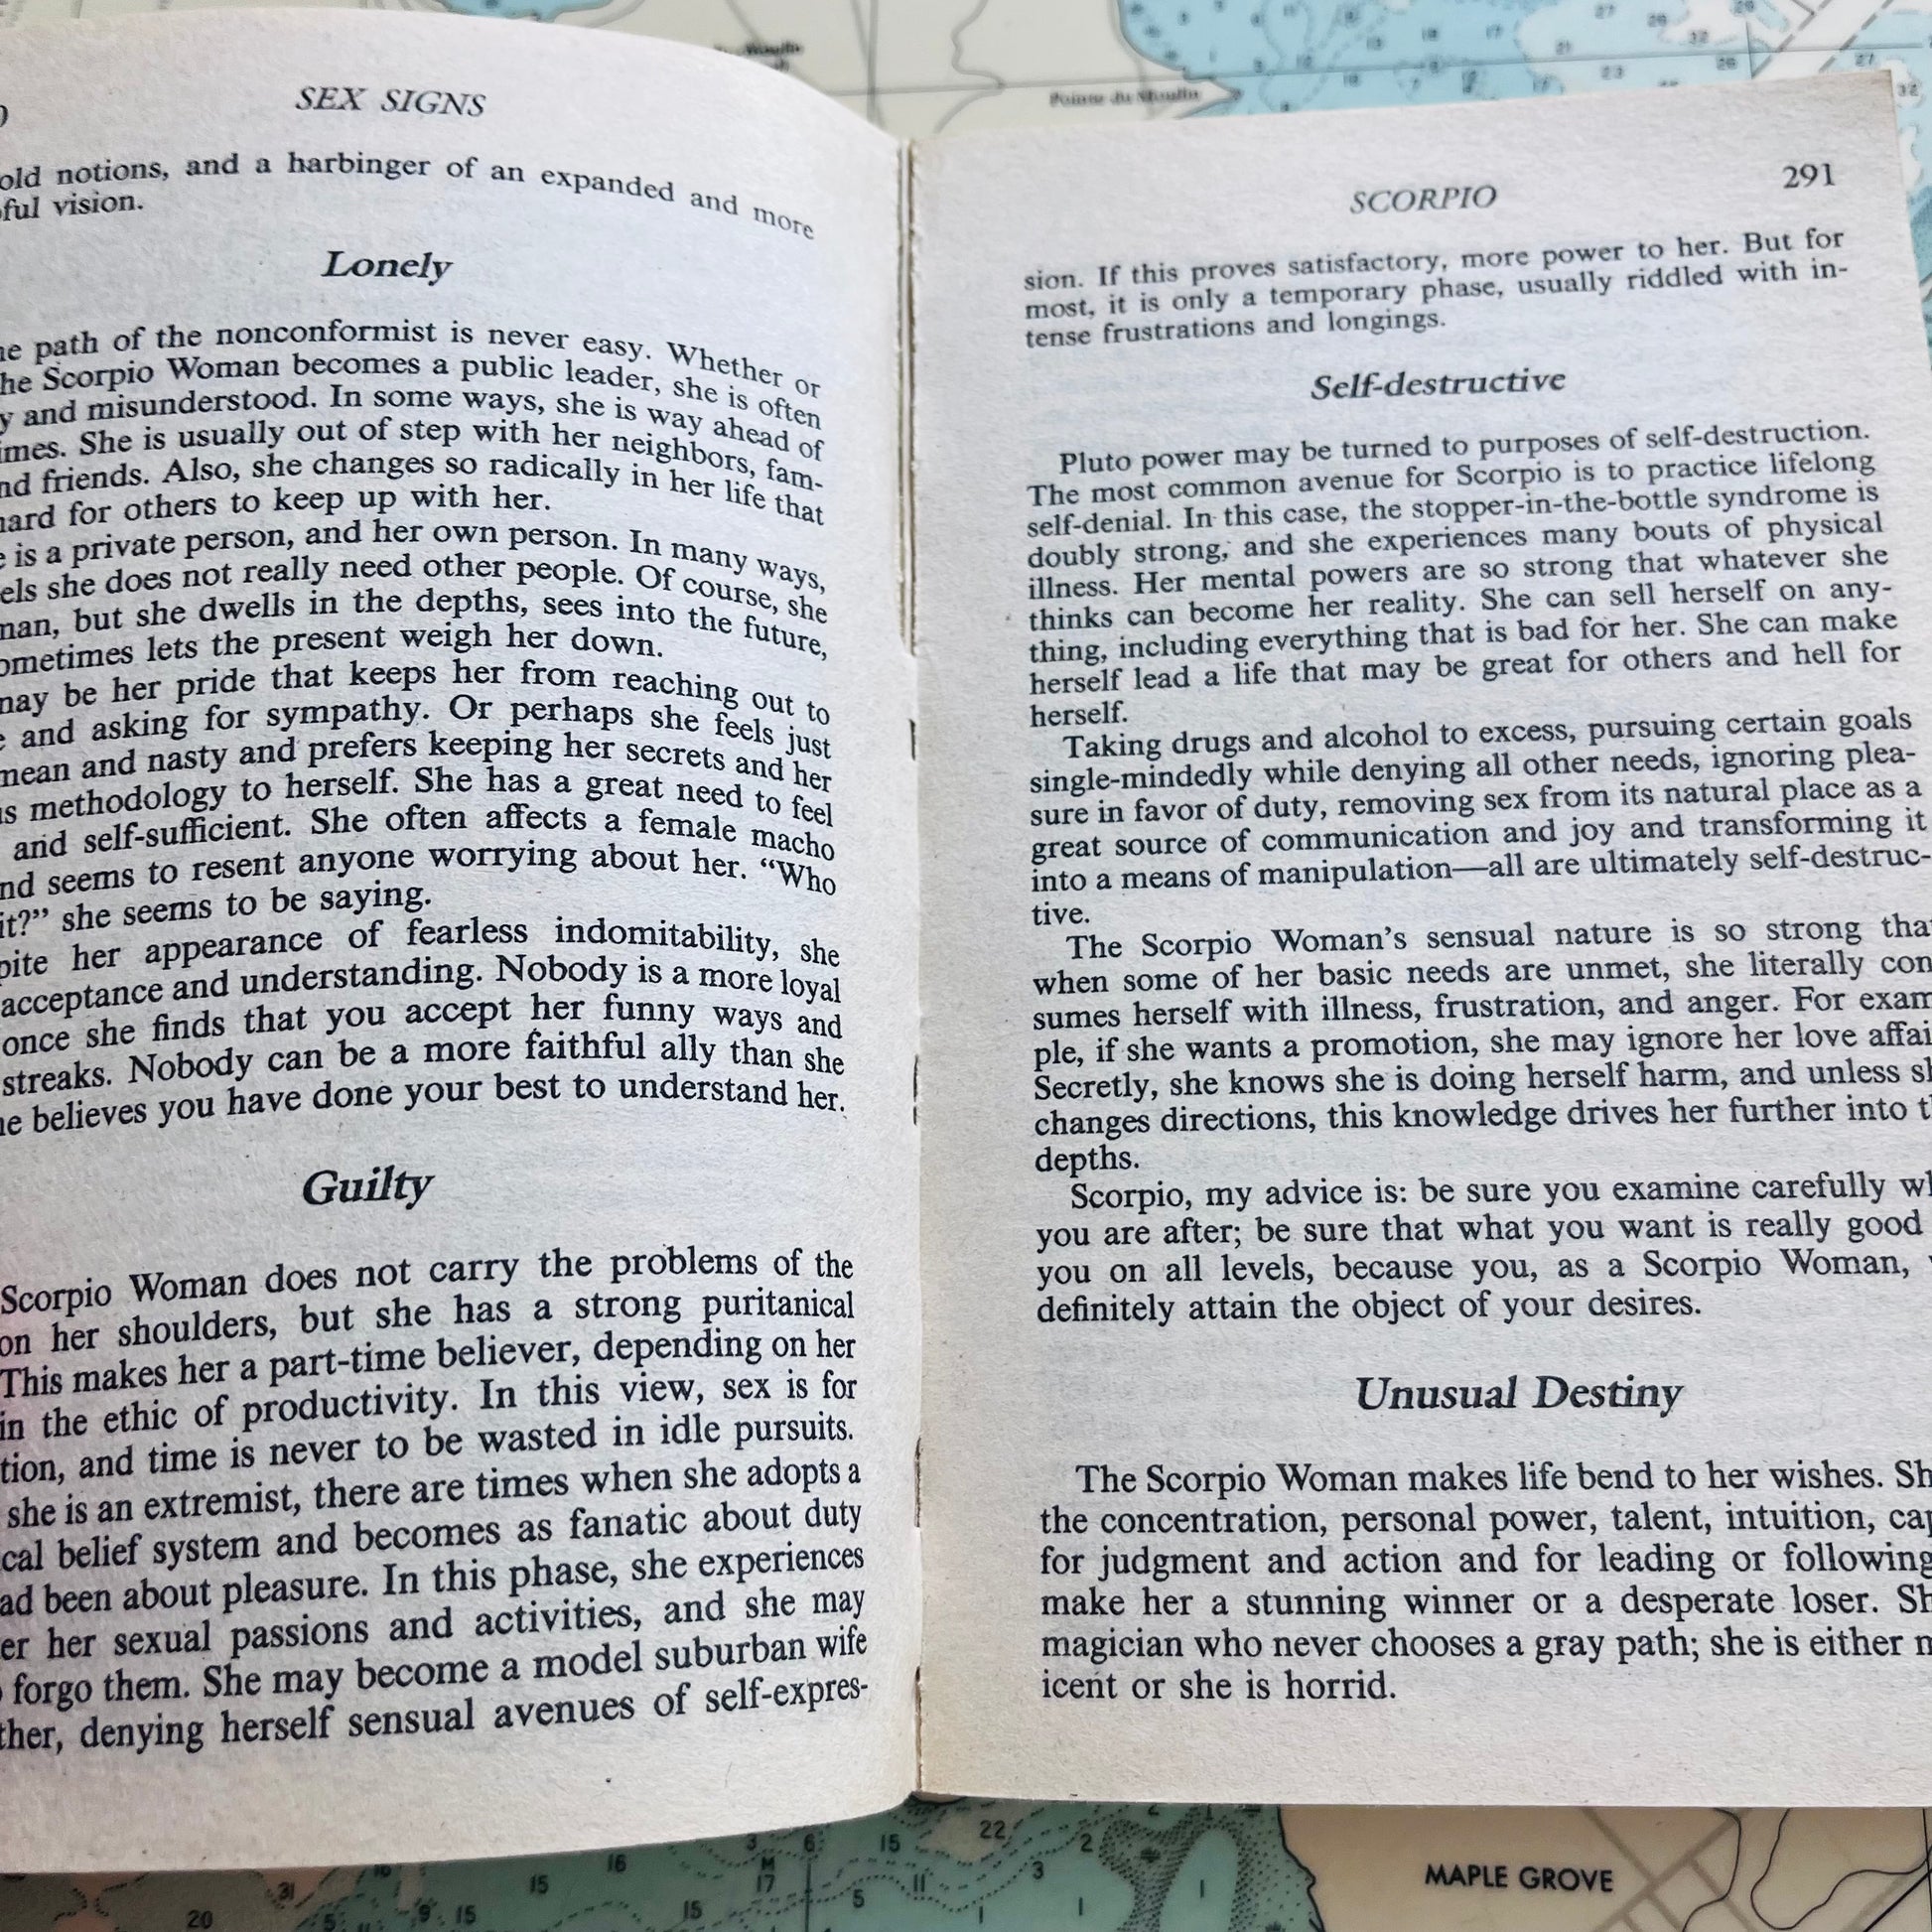 SEX SIGNS
old notions, and a harbinger of an expanded and more
ful vision.
Lonely
path of the nonconformist is never easy. Whether or
he Scorpio Woman becomes a public leader, she is often
y and misunderstood. In some ways, she is way ahead of
imes. She is usually out of step with her neighbors, fam-
nd friends. Also, she changes so radically in her life that
hard for others to keep up with her.
e is a private person, and her own person. In many ways,
els she does not really need other people. Of course, she
man, but she dwells in the depths, sees into the future,
ometimes lets the present weigh her down.
may be her pride that keeps her from reaching out to
e and asking for sympathy. Or perhaps she feels just
mean and nasty and prefers keeping her secrets and her
us methodology to herself. She has a great need to feel
and self-sufficient. She often affects a female macho
nd seems to resent anyone worrying about her. “Who
it?” she seems to be saying.
pite her appearance of fearless indomitability, she
acceptance and understanding. Nobody is a more loyal
once she finds that you accept her funny ways and
streaks. Nobody can be a more faithful ally than she
he believes you have done your best to understand her.
Guilty
Scorpio Woman does not carry the problems of the
on her shoulders, but she has a strong puritanical
This makes her a part-time believer, depending on her
in the ethic of productivity. In this view, sex is for
tion, and time is never to be wasted in idle pursuits.
she is an extremist, there are times when she adopts a
cal belief system and becomes as fanatic about duty
ad been about pleasure. In this phase, she experiences
er her sexual passions and activities, and she may
forgo them. She may become a model suburban wife
ther, denying herself sensual avenues of self-expres-
SCORPIO
291
sion. If this proves satisfactory, more power to her. But for
most, it is only a temporary phase, usually riddled with in-
tense frustrations and longings.
Self-destructive
Pluto power may be turned to purposes of self-destruction.
The most common avenue for Scorpio is to practice lifelong
self-denial. In this case, the stopper-in-the-bottle syndrome is
doubly strong, and she experiences many bouts of physical
illness. Her mental powers are so strong that whatever she
thinks can become her reality. She can sell herself on any-
thing, including everything that is bad for her. She can make
herself lead a life that may be great for others and hell for
herself.
Taking drugs and alcohol to excess, pursuing certain goals
single-mindedly while denying all other needs, ignoring plea-
sure in favor of duty, removing sex from its natural place as a
great source of communication and joy and transforming it
into a means of manipulation—all are ultimately self-destruc-
tive.
The Scorpio Woman’s sensual nature is so strong tha
when some of her basic needs are unmet, she literally con
sumes herself with illness, frustration, and anger. For exam
ple, if she wants a promotion, she may ignore her love affai
Secretly, she knows she is doing herself harm, and unless sh
changes directions, this knowledge drives her further into t
depths.
Scorpio, my advice is: be sure you examine carefully wh
you are after; be sure that what you want is really good
you on all levels, because you, as a Scorpio Woman,
definitely attain the object of your desires.
Unusual Destiny
The Scorpio Woman makes life bend to her wishes. Sh
the concentration, personal power, talent, intuition, cap
for judgment and action and for leading or following
make her a stunning winner or a desperate loser. Sh
magician who never chooses a gray path; she is either m
icent or she is horrid.
Pointe du Moulin
MAPLE GROVE
22
15
16
15
M
17
3
6
5
11
2
3
1
1
31
20
5
9
15
15